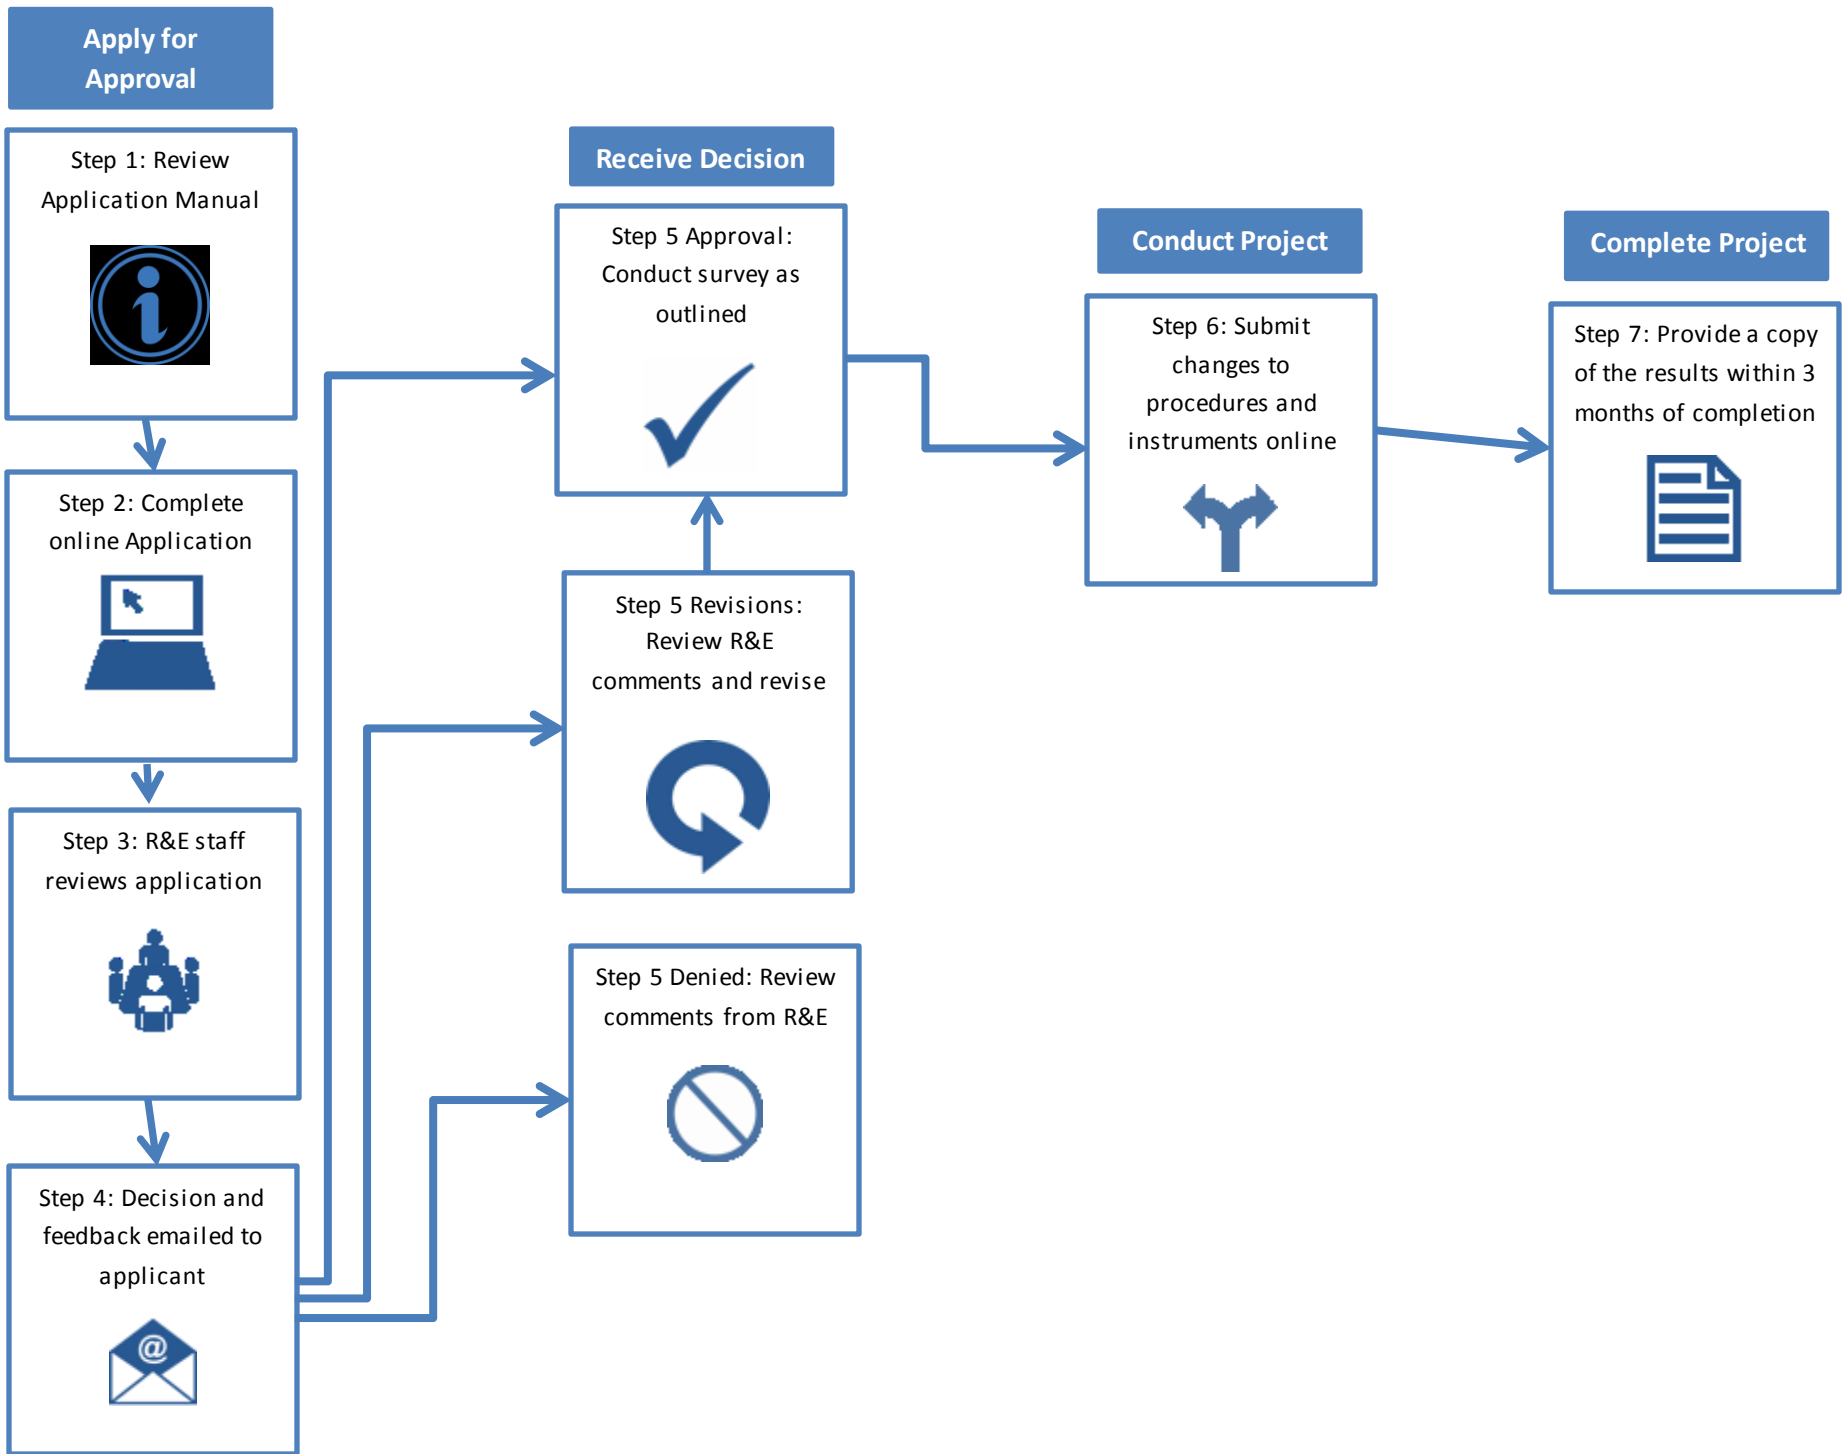 Apply for
Approval
Step 1: Review
Application Manual
Step 2: Complete
online Application
Step 3: R&E staff
reviews application
Step 4: Decision and
feedback emailed to
applicant
@
Receive Decision
Step 5 Approval:
Conduct survey as
outlined
Step 5 Revisions:
Review R&E
comments and revise
Step 5 Denied: Review
comments from R&E
Conduct Project
Step 6: Submit
changes to
procedures and
instruments online
Complete Project
Step 7: Provide a copy
of the results within 3
months of completion